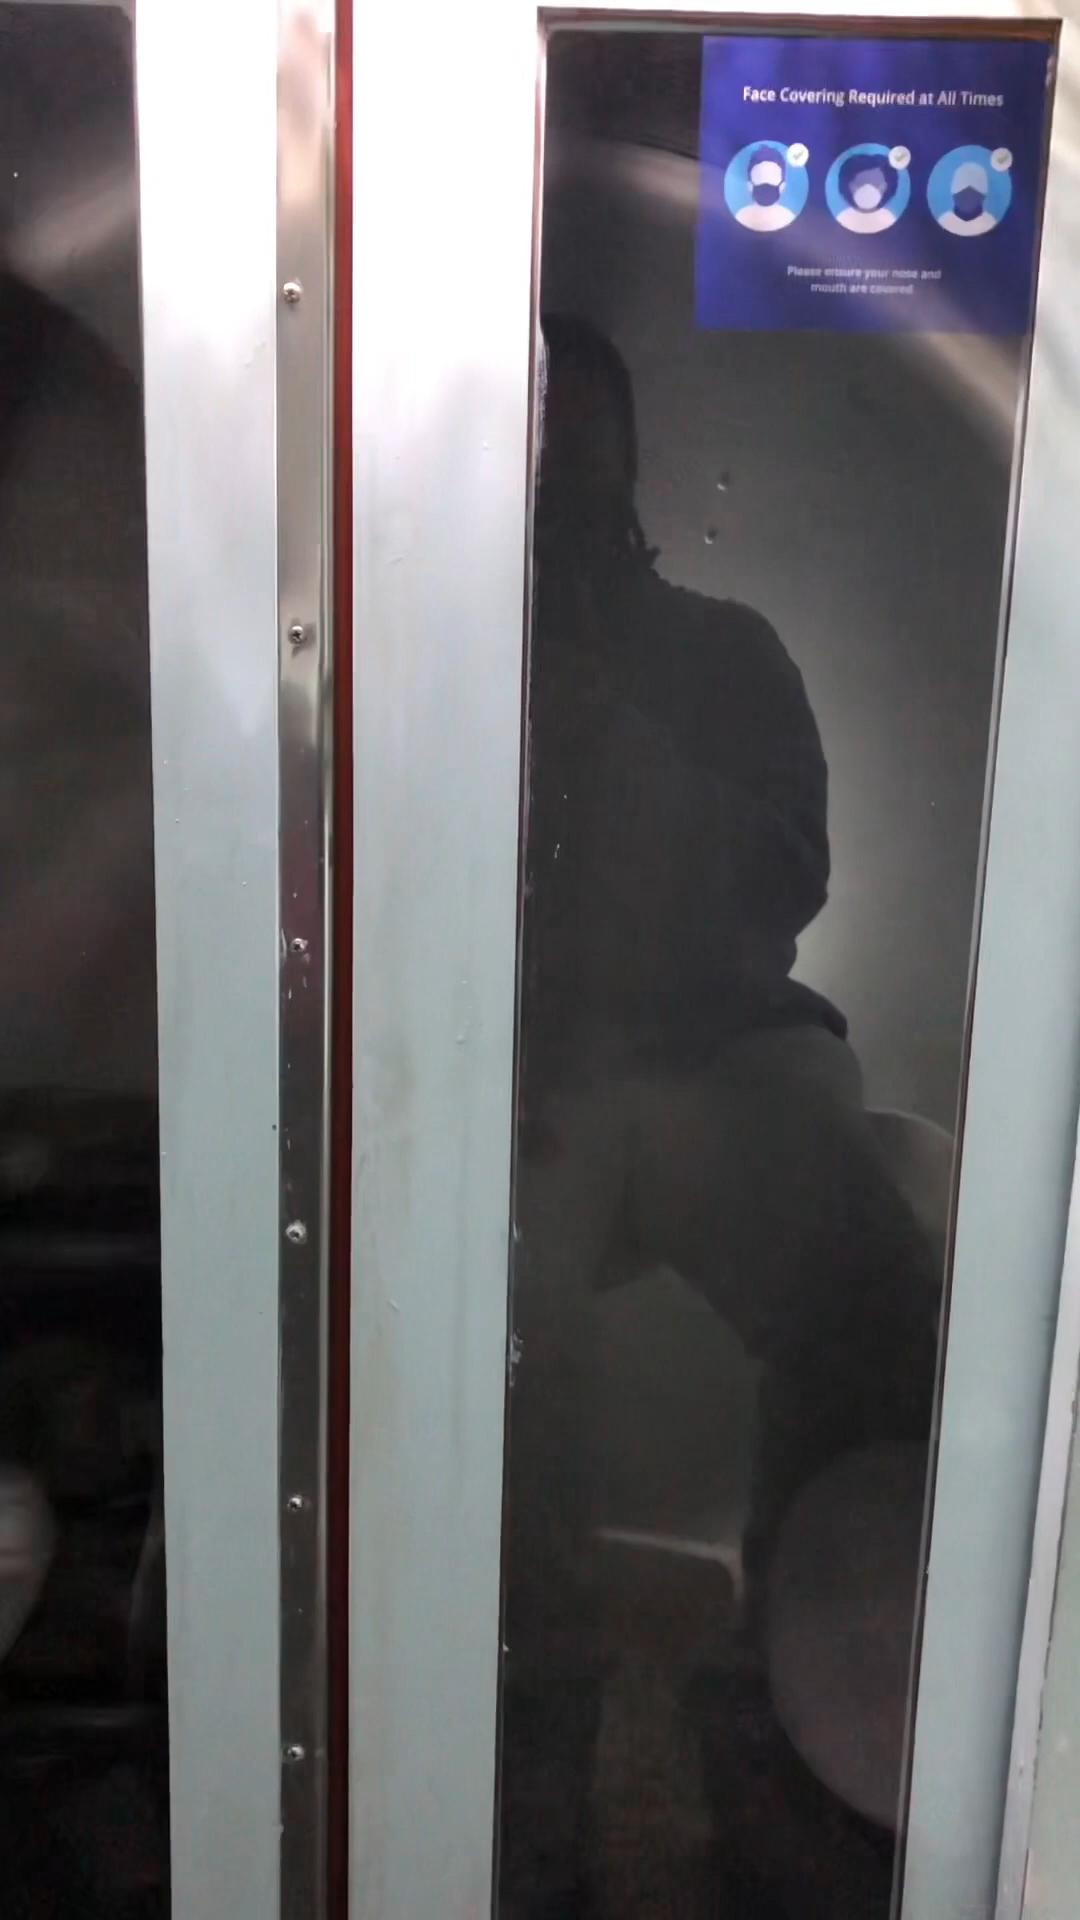 Face Covering Required at All Times
Please ensure your nose and
mouth are covered